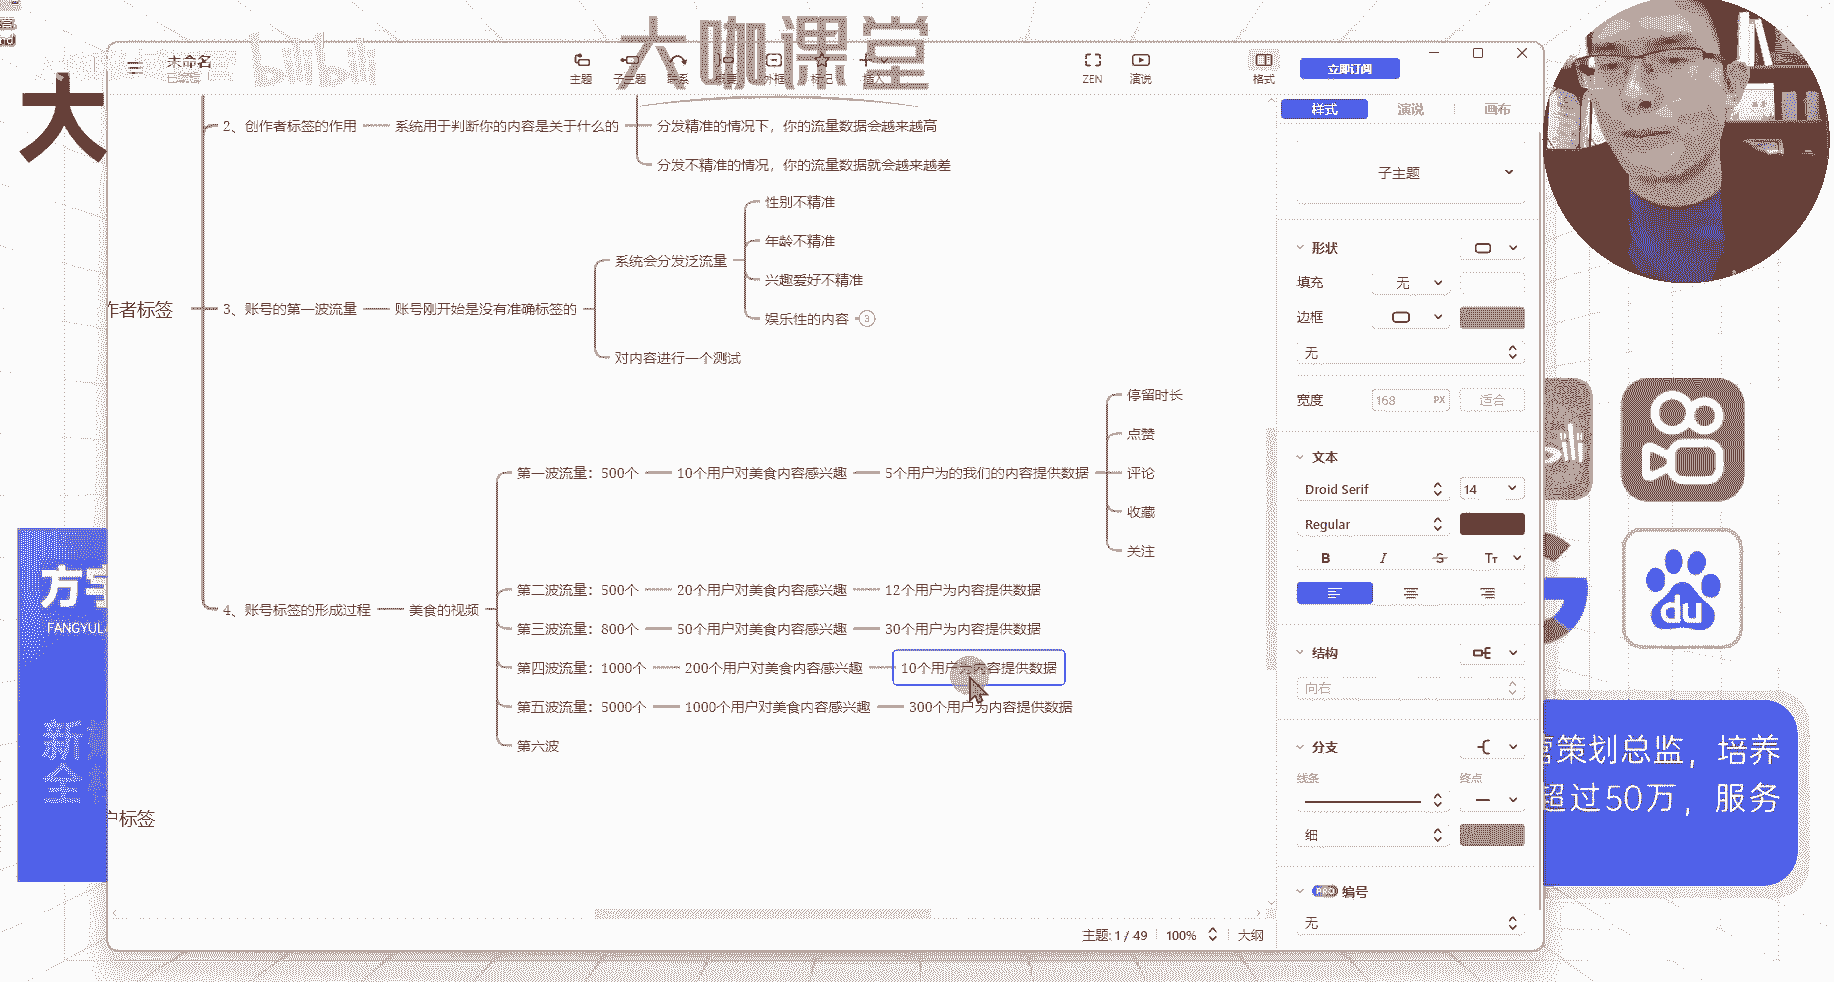 大咖课堂
bilibili
未命名
主题
子主题
联系
外框
标记
插入
ZEN
演说
格式
立即订阅
大
样式
演说
画布
2、创作者标签的作用
系统用于判断你的内容是关于什么的
分发精准的情况下，你的流量数据会越来越高
分发不精准的情况，你的流量数据就会越来越差
作者标签
3、账号的第一波流量
账号刚开始是没有准确标签的
系统会分发泛流量
性别不精准
年龄不精准
兴趣爱好不精准
娱乐性的内容
3
对内容进行一个测试
4、账号标签的形成过程
美食的视频
第一波流量：500个
10个用户对美食内容感兴趣
5个用户为的我们的内容提供数据
停留时长
点赞
评论
收藏
关注
第二波流量：500个
20个用户对美食内容感兴趣
12个用户为内容提供数据
第三波流量：800个
50个用户对美食内容感兴趣
30个用户为内容提供数据
第四波流量：1000个
200个用户对美食内容感兴趣
10个用户为内容提供数据
第五波流量：5000个
1000个用户对美食内容感兴趣
300个用户为内容提供数据
第六波
户标签
子主题
形状
填充
无
边框
无
宽度
168
PX
适合
文本
Droid Serif
14
Regular
B
I
S
Tт
结构
向右
分支
线条
终点
细
PRO
编号
无
主题: 1 / 49
100%
大纲
FANGYUL
新
全
du
营策划总监，培养
超过50万，服务